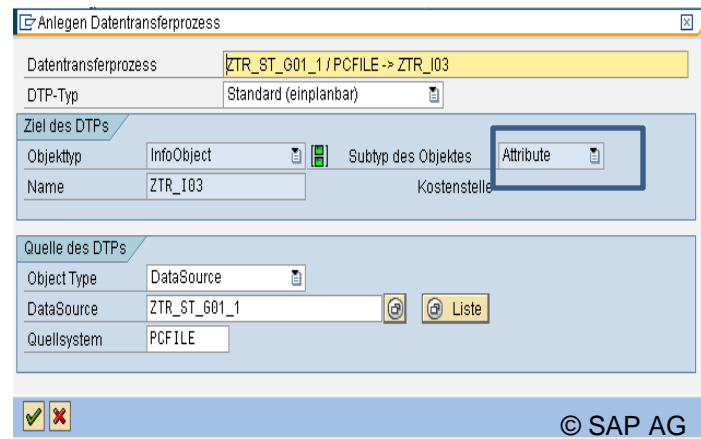 Anlegen Datentransferprozess
Datentransferprozess ZTR_ST_G01_1 / PCFILE -> ZTR_I03
DTP-Typ Standard (einplanbar)
Ziel des DTPs
Objekttyp InfoObject Subtyp des Objektes Attribute
Name ZTR_I03 Kostenstelle
Quelle des DTPs
Object Type DataSource
DataSource ZTR_ST_G01_1 Liste
Quellsystem PCFILE
© SAP AG